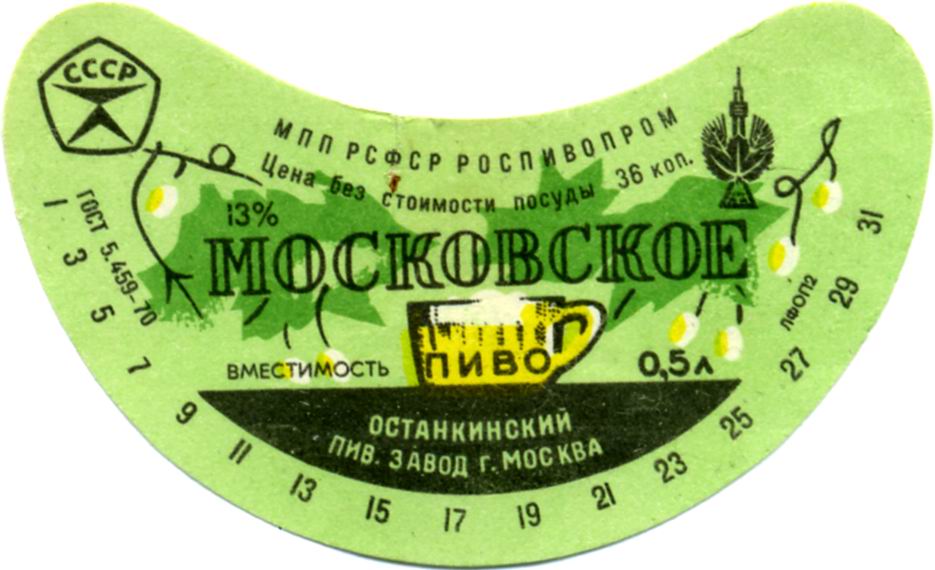 СССР
МПП РСФСР РОСПИВОПРОМ
Цена без стоимости посуды 36 коп.
ГОСТ 5.459-70
13%
МОСКОВСКОЕ
ПИВО
ВМЕСТИМОСТЬ 0,5л
ЛФОП2
ОСТАНКИНСКИЙ
ПИВ. ЗАВОД Г. МОСКВА
1 3 5 7 9 11 13 15 17 19 21 23 25 27 29 31